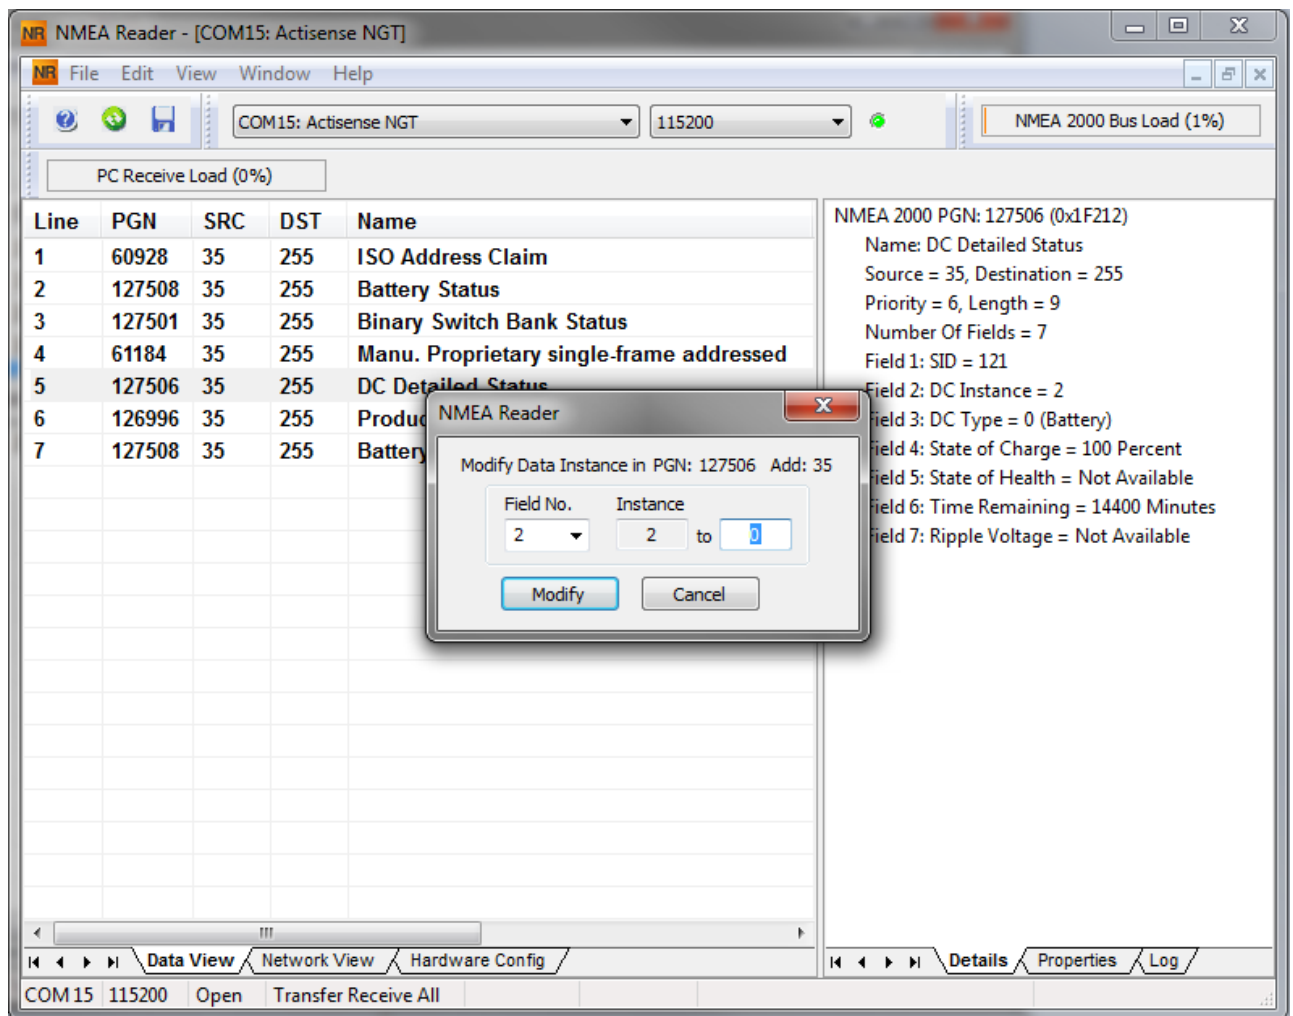 NR NMEA Reader - [COM15: Actisense NGT]
NR File Edit View Window Help
COM15: Actisense NGT 115200 NMEA 2000 Bus Load (1%)
PC Receive Load (0%)
Line PGN SRC DST Name
1 60928 35 255 ISO Address Claim
2 127508 35 255 Battery Status
3 127501 35 255 Binary Switch Bank Status
4 61184 35 255 Manu. Proprietary single-frame addressed
5 127506 35 255 DC Detailed Status
6 126996 35 255 Produc
7 127508 35 255 Battery
NMEA Reader
Modify Data Instance in PGN: 127506 Add: 35
Field No. Instance
2 2 to 0
Modify Cancel
NMEA 2000 PGN: 127506 (0x1F212)
Name: DC Detailed Status
Source = 35, Destination = 255
Priority = 6, Length = 9
Number Of Fields = 7
Field 1: SID = 121
Field 2: DC Instance = 2
Field 3: DC Type = 0 (Battery)
Field 4: State of Charge = 100 Percent
Field 5: State of Health = Not Available
Field 6: Time Remaining = 14400 Minutes
Field 7: Ripple Voltage = Not Available
Data View Network View Hardware Config
Details Properties Log
COM 15 115200 Open Transfer Receive All